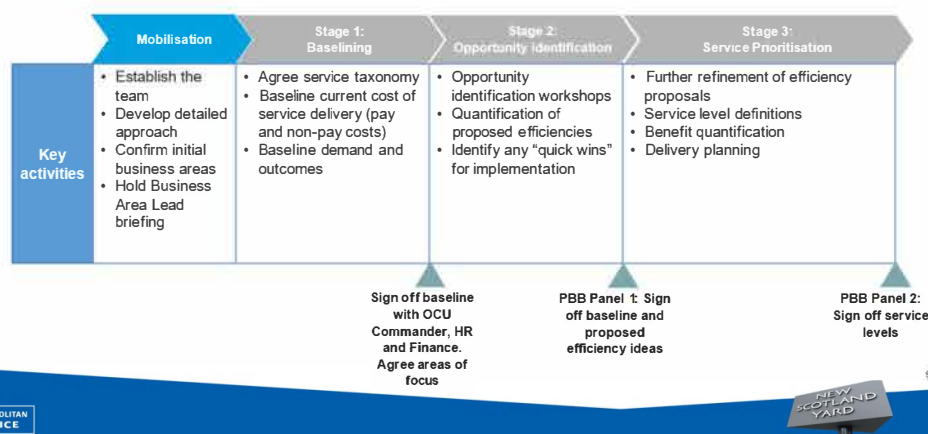 Mobilisation
Stage 1:
Baselining
Stage 2:
Opportunity identification
Stage 3:
Service Prioritisation
Key
activities
• Establish the
team
• Develop detailed
approach
• Confirm initial
business areas
• Hold Business
Area Lead
briefing
• Agree service taxonomy
• Baseline current cost of
service delivery (pay
and non-pay costs)
• Baseline demand and
outcomes
• Opportunity
identification workshops
• Quantification of
proposed efficiencies
• Identify any “quick wins”
for implementation
• Further refinement of efficiency
proposals
• Service level definitions
• Benefit quantification
• Delivery planning
Sign off baseline
with OCU
Commander, HR
and Finance.
Agree areas of
focus
PBB Panel 1: Sign
off baseline and
proposed
efficiency ideas
PBB Panel 2:
Sign off service
levels
OLITAN
ICE
NEW
SCOTLAND
YARD